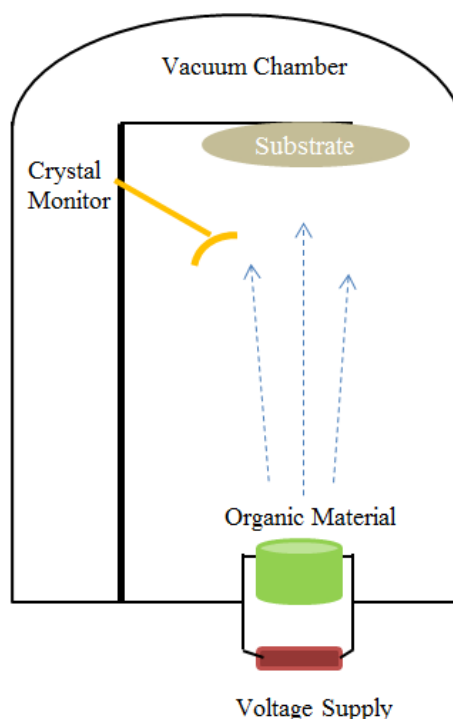 Vacuum Chamber
Substrate
Crystal
Monitor
Organic Material
Voltage Supply